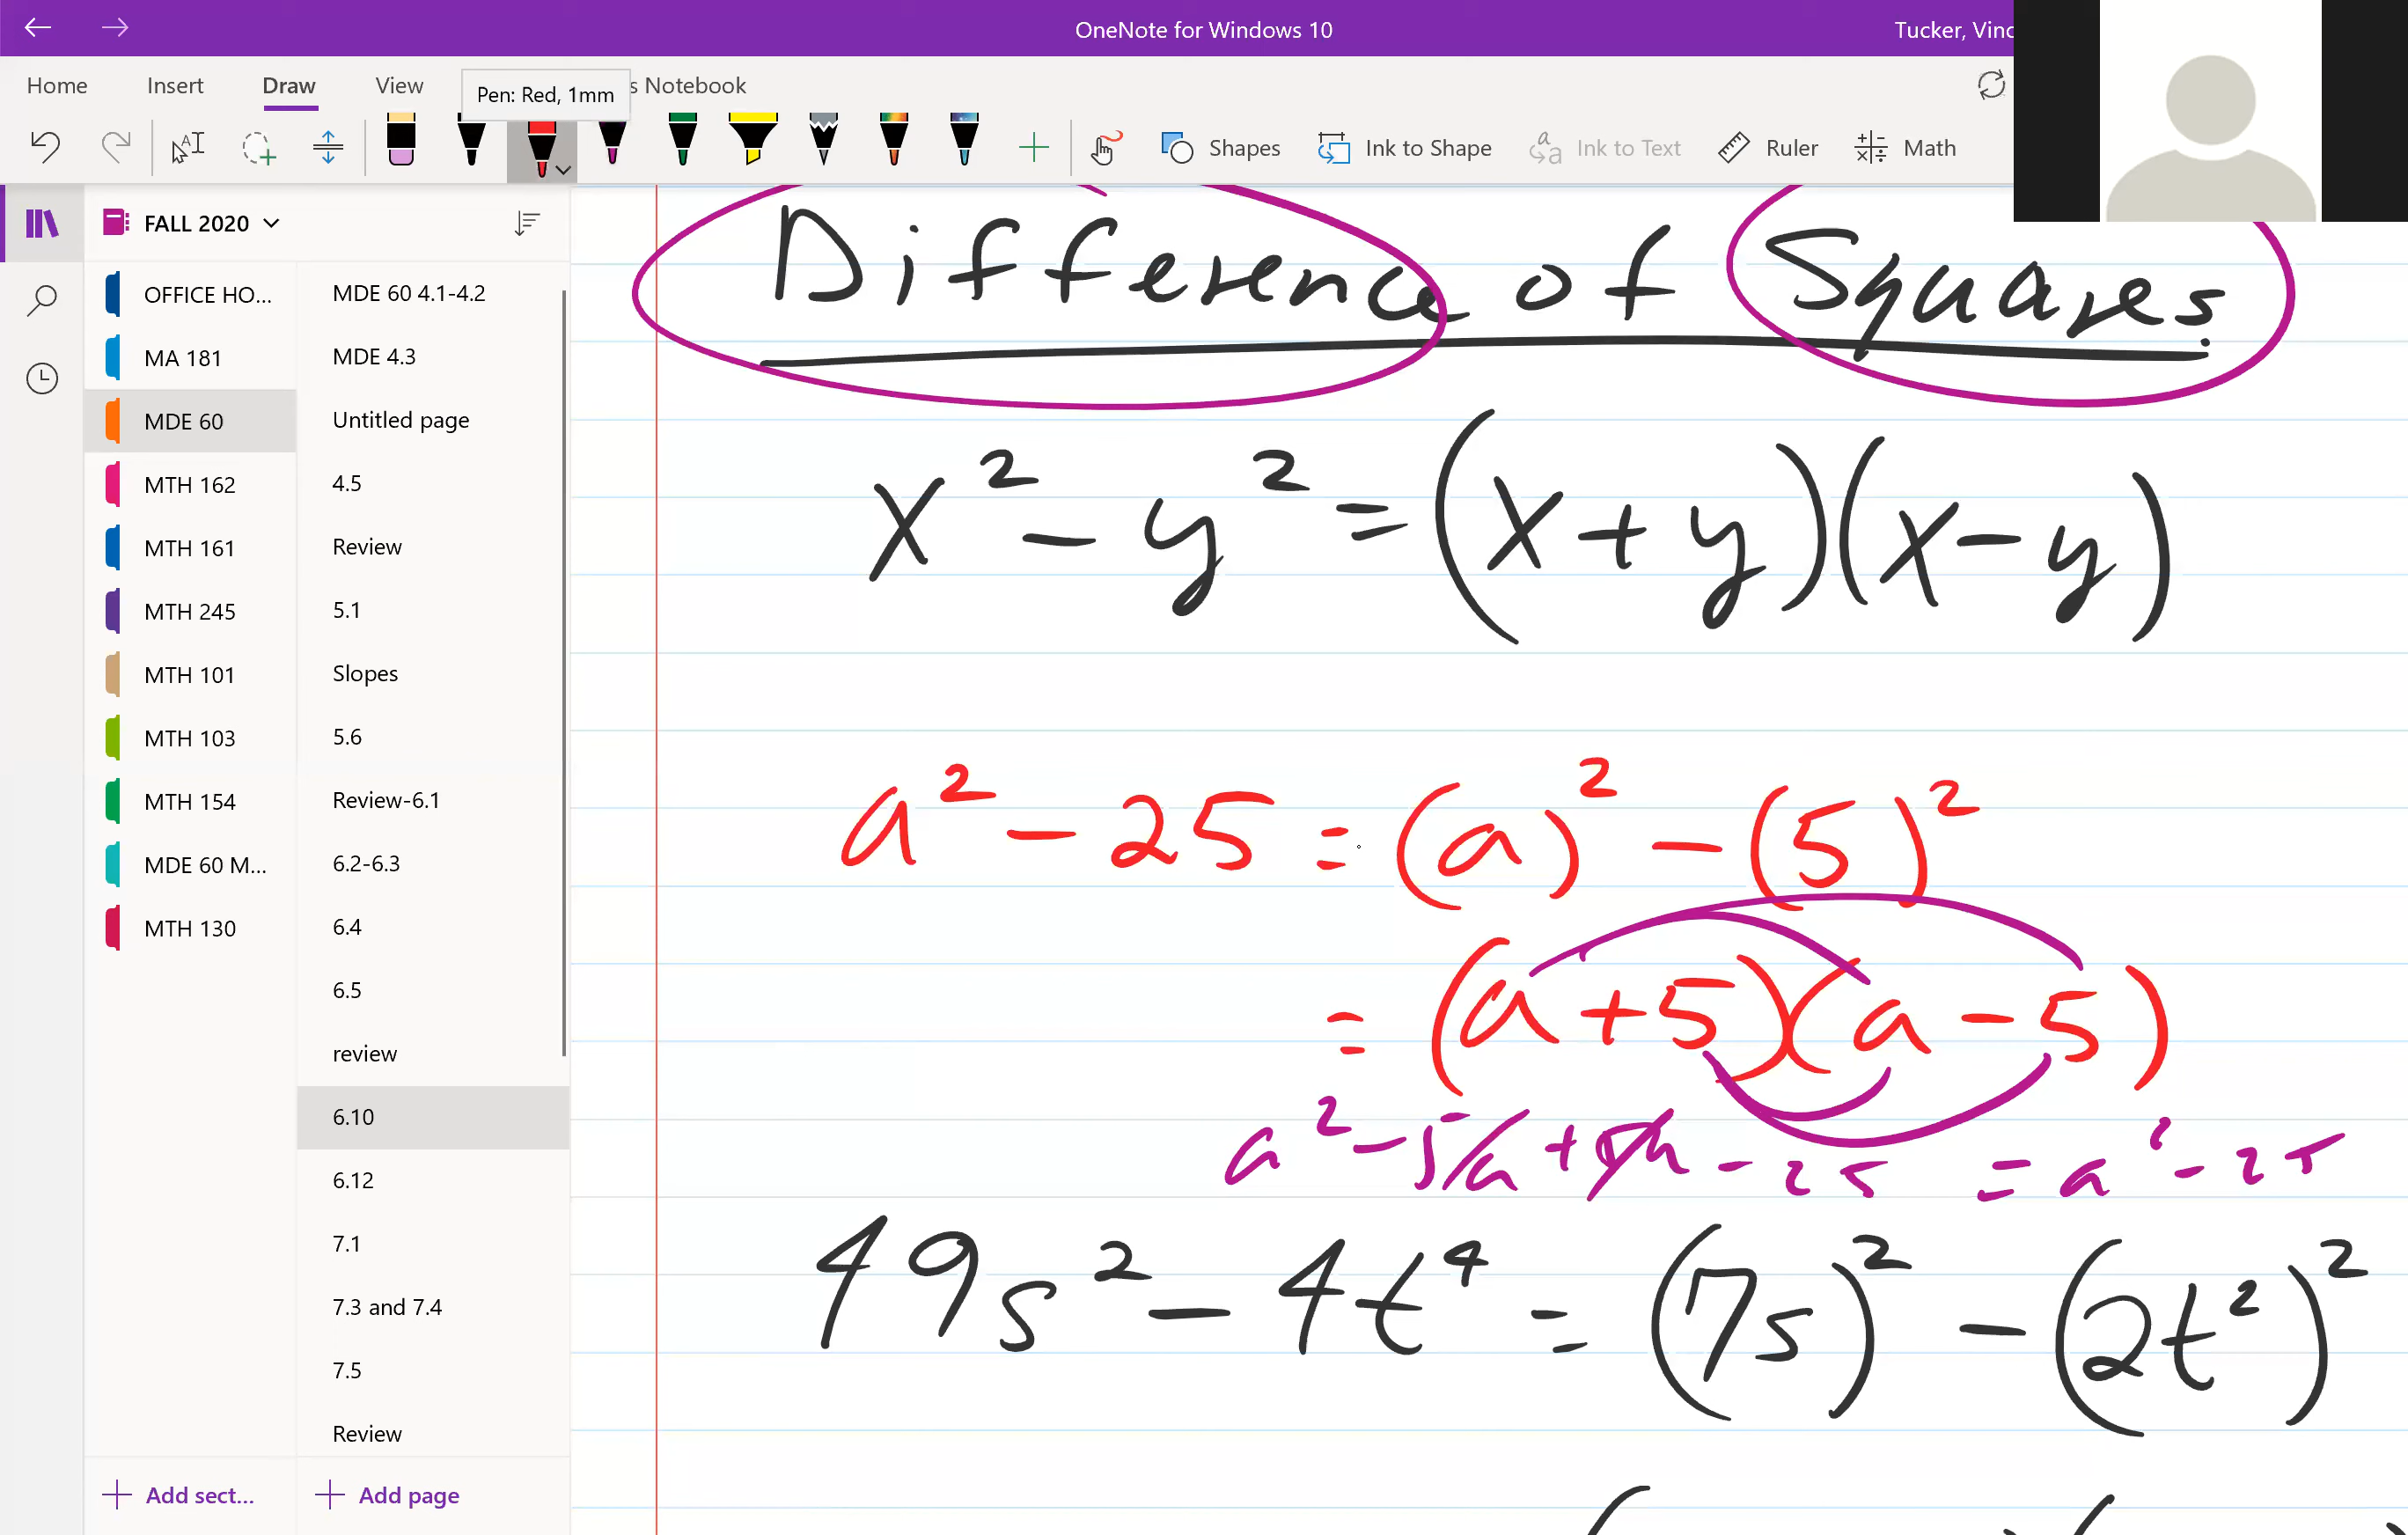 OneNote for Windows 10
Tucker, Vinc
Home Insert Draw View s Notebook
Pen: Red, 1mm
Shapes Ink to Shape Ink to Text Ruler Math
FALL 2020
OFFICE HO...
MA 181
MDE 60
MTH 162
MTH 161
MTH 245
MTH 101
MTH 103
MTH 154
MDE 60 M...
MTH 130
Add sect...
MDE 60 4.1-4.2
MDE 4.3
Untitled page
4.5
Review
5.1
Slopes
5.6
Review-6.1
6.2-6.3
6.4
6.5
review
6.10
6.12
7.1
7.3 and 7.4
7.5
Review
Add page
Difference of Squares
x² - y² = (x + y)(x - y)
a² - 25 = (a)² - (5)²
= (a + 5)(a - 5)
a² - 5a + 5a - 25 = a² - 25
49s² - 4t⁴ = (7s)² - (2t²)²